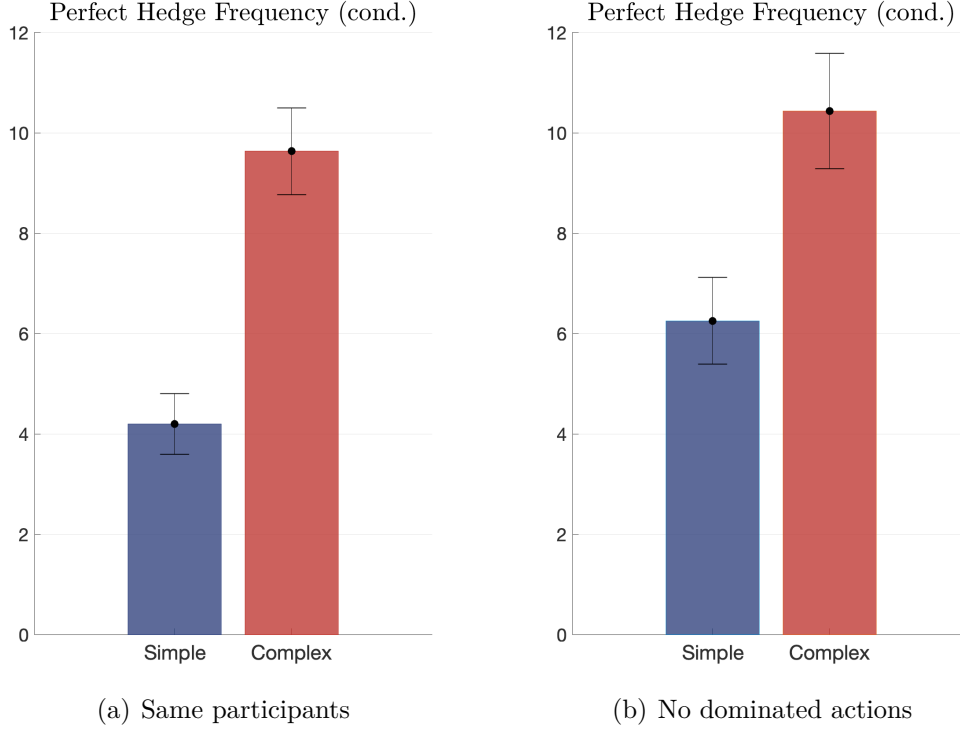 Perfect Hedge Frequency (cond.)
12
10
8
6
4
2
0
Simple
Complex
(a) Same participants
Perfect Hedge Frequency (cond.)
12
10
8
6
4
2
0
Simple
Complex
(b) No dominated actions